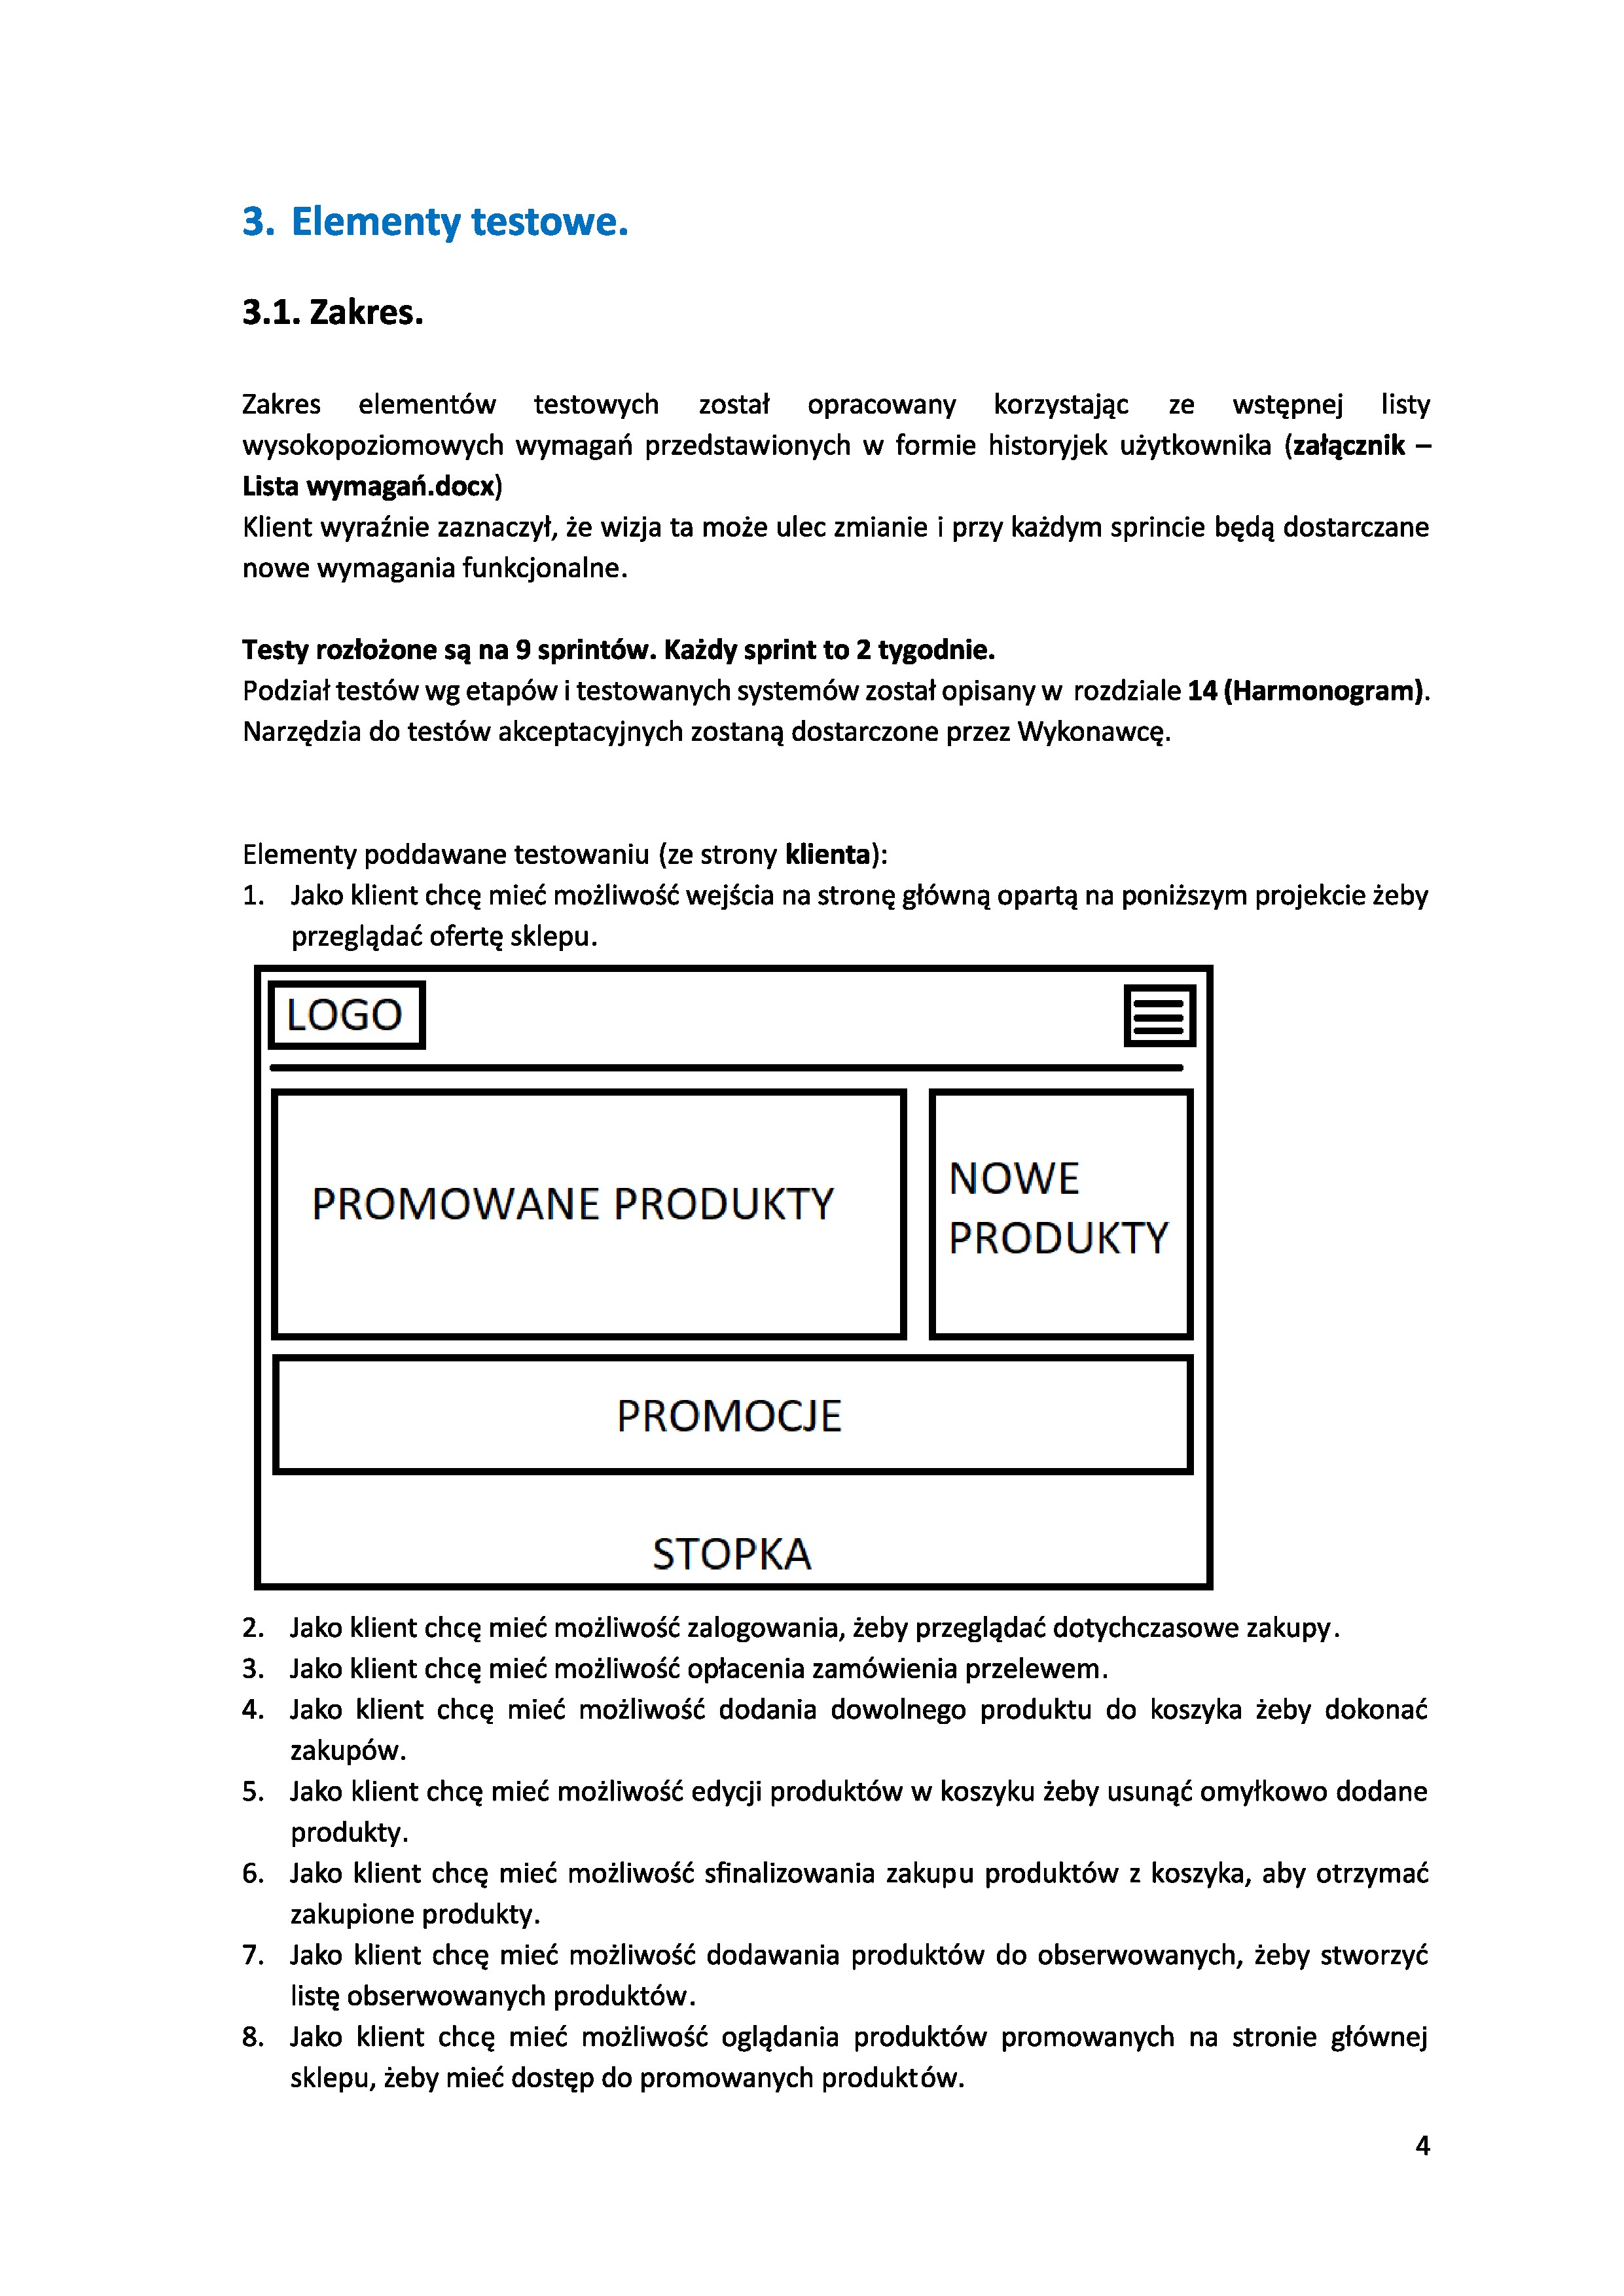 3. Elementy testowe.
3.1. Zakres.
Zakres elementów testowych został opracowany korzystając ze wstępnej listy
wysokopoziomowych wymagań przedstawionych w formie historyjek użytkownika (załącznik –
Lista wymagań.docx)
Klient wyraźnie zaznaczył, że wizja ta może ulec zmianie i przy każdym sprincie będą dostarczane
nowe wymagania funkcjonalne.
Testy rozłożone są na 9 sprintów. Każdy sprint to 2 tygodnie.
Podział testów wg etapów i testowanych systemów został opisany w rozdziale 14 (Harmonogram).
Narzędzia do testów akceptacyjnych zostaną dostarczone przez Wykonawcę.
Elementy poddawane testowaniu (ze strony klienta):
1. Jako klient chcę mieć możliwość wejścia na stronę główną opartą na poniższym projekcie żeby
przeglądać ofertę sklepu.
LOGO
PROMOWANE PRODUKTY
NOWE
PRODUKTY
PROMOCJE
STOPKA
2. Jako klient chcę mieć możliwość zalogowania, żeby przeglądać dotychczasowe zakupy.
3. Jako klient chcę mieć możliwość opłacenia zamówienia przelewem.
4. Jako klient chcę mieć możliwość dodania dowolnego produktu do koszyka żeby dokonać
zakupów.
5. Jako klient chcę mieć możliwość edycji produktów w koszyku żeby usunąć omyłkowo dodane
produkty.
6. Jako klient chcę mieć możliwość sfinalizowania zakupu produktów z koszyka, aby otrzymać
zakupione produkty.
7. Jako klient chcę mieć możliwość dodawania produktów do obserwowanych, żeby stworzyć
listę obserwowanych produktów.
8. Jako klient chcę mieć możliwość oglądania produktów promowanych na stronie głównej
sklepu, żeby mieć dostęp do promowanych produktów.
4